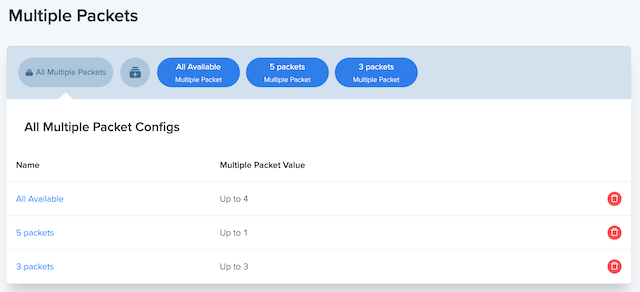 Multiple Packets
All Multiple Packets
All Available
Multiple Packet
5 packets
Multiple Packet
3 packets
Multiple Packet
All Multiple Packet Configs
Name Multiple Packet Value
All Available Up to 4
5 packets Up to 1
3 packets Up to 3